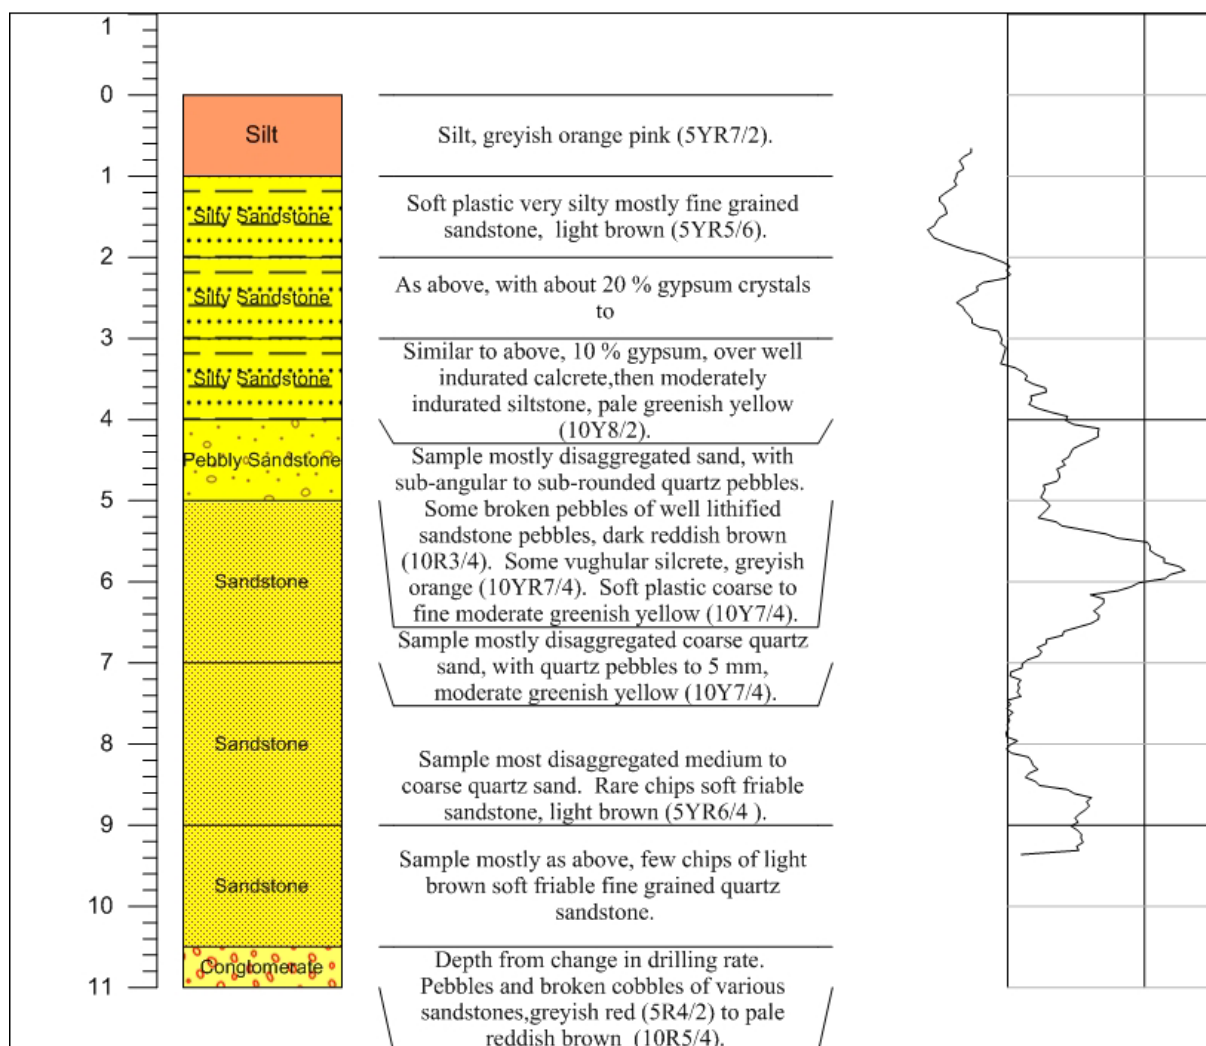 1
0
Silt
Silt, greyish orange pink (5YR7/2).
1
Silty Sandstone
Soft plastic very silty mostly fine grained
sandstone, light brown (5YR5/6).
2
Silty Sandstone
As above, with about 20 % gypsum crystals
to
3
Silty Sandstone
Similar to above, 10 % gypsum, over well
indurated calcrete,then moderately
indurated siltstone, pale greenish yellow
(10Y8/2).
4
Pebbly Sandstone
Sample mostly disaggregated sand, with
sub-angular to sub-rounded quartz pebbles.
Some broken pebbles of well lithified
sandstone pebbles, dark reddish brown
(10R3/4). Some vughular silcrete, greyish
orange (10YR7/4). Soft plastic coarse to
fine moderate greenish yellow (10Y7/4).
5
Sandstone
6
Sample mostly disaggregated coarse quartz
sand, with quartz pebbles to 5 mm,
moderate greenish yellow (10Y7/4).
7
Sandstone
8
Sample most disaggregated medium to
coarse quartz sand. Rare chips soft friable
sandstone, light brown (5YR6/4 ).
9
Sandstone
Sample mostly as above, few chips of light
brown soft friable fine grained quartz
sandstone.
10
Conglomerate
Depth from change in drilling rate.
Pebbles and broken cobbles of various
sandstones,greyish red (5R4/2) to pale
reddish brown (10R5/4).
11